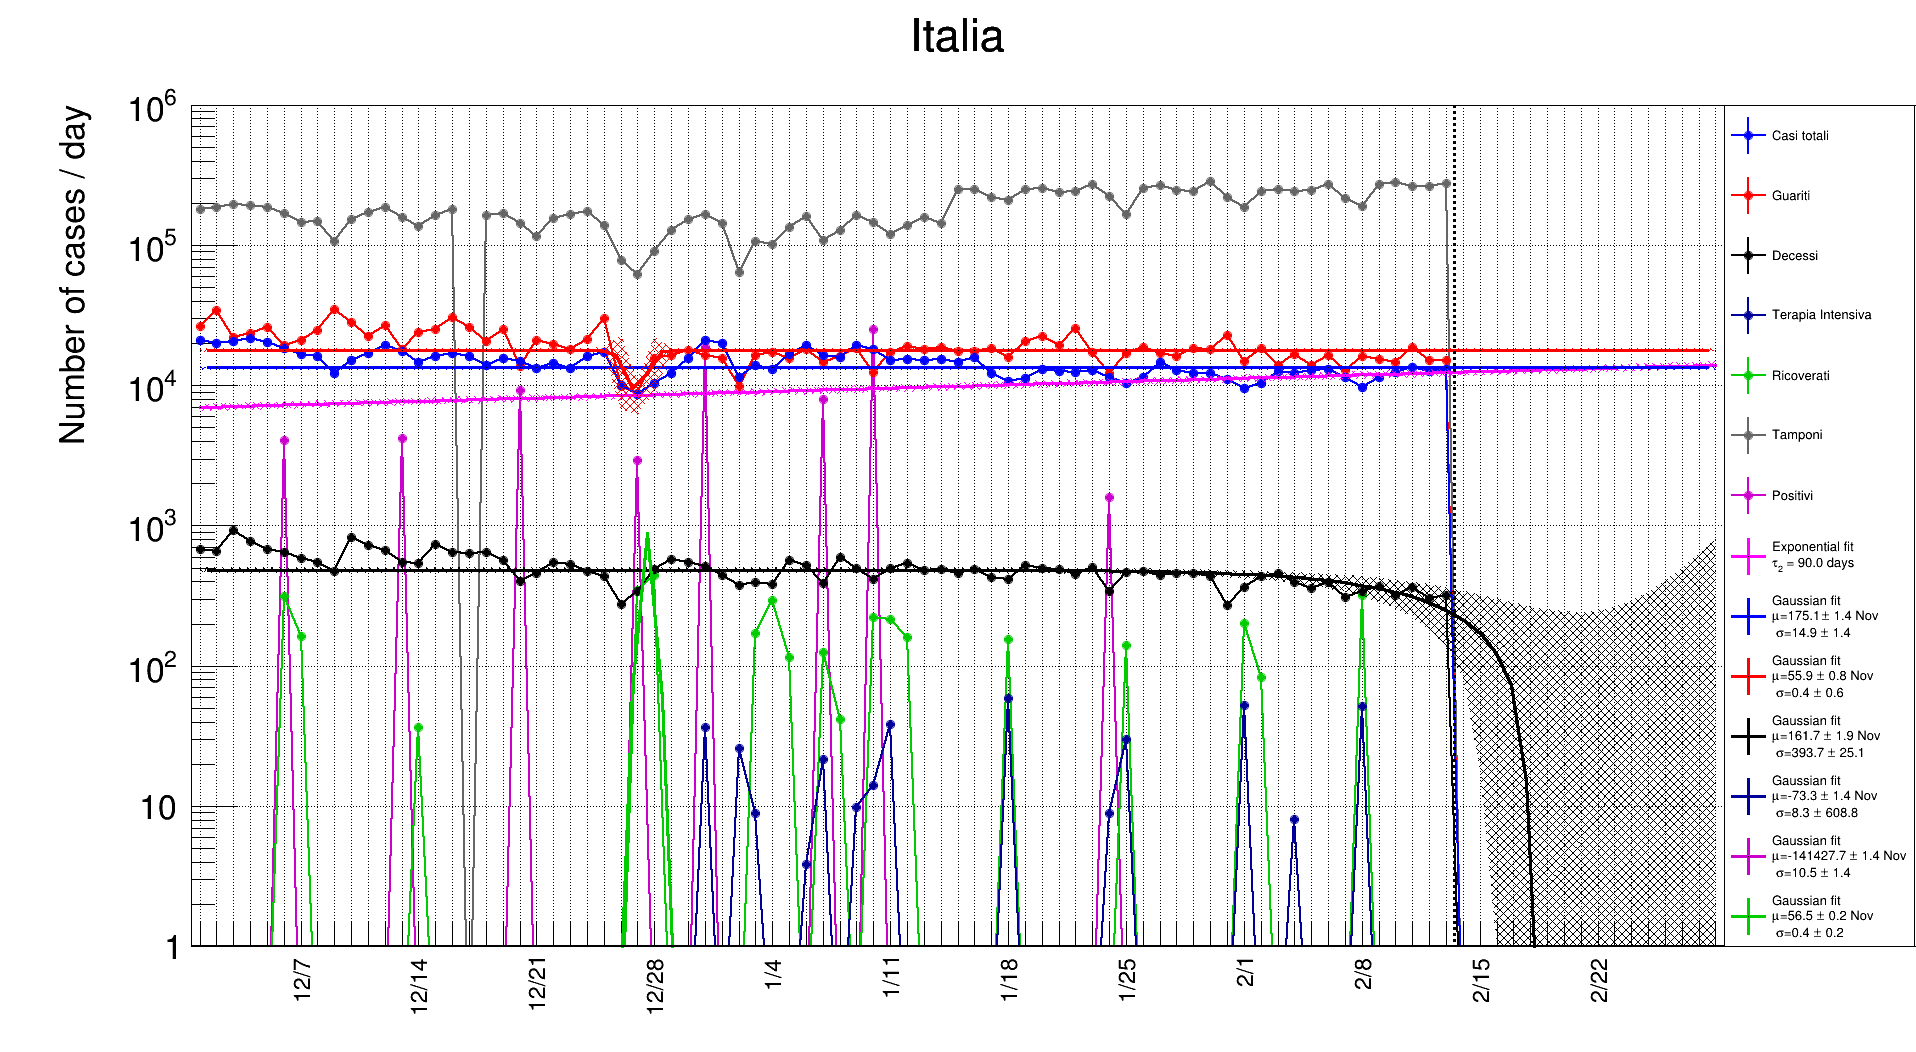 Italia
Number of cases / day
10^6
10^5
10^4
10^3
10^2
10
1
12/7
12/14
12/21
12/28
1/4
1/11
1/18
1/25
2/1
2/8
2/15
2/22
Casi totali
Guariti
Decessi
Terapia Intensiva
Ricoverati
Tamponi
Positivi
Exponential fit
τ₂ = 90.0 days
Gaussian fit
μ=175.1 ± 1.4 Nov
σ=14.9 ± 1.4
Gaussian fit
μ=55.9 ± 0.8 Nov
σ=0.4 ± 0.6
Gaussian fit
μ=161.7 ± 1.9 Nov
σ=393.7 ± 25.1
Gaussian fit
μ=-73.3 ± 1.4 Nov
σ=8.3 ± 608.8
Gaussian fit
μ=-141427.7 ± 1.4 Nov
σ=10.5 ± 1.4
Gaussian fit
μ=56.5 ± 0.2 Nov
σ=0.4 ± 0.2